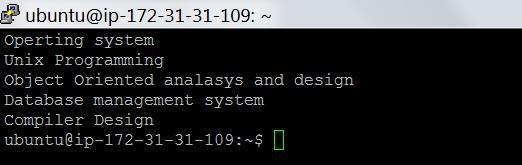 ubuntu@ip-172-31-31-109: ~
Operting system
Unix Programming
Object Oriented analasys and design
Database management system
Compiler Design
ubuntu@ip-172-31-31-109:~$